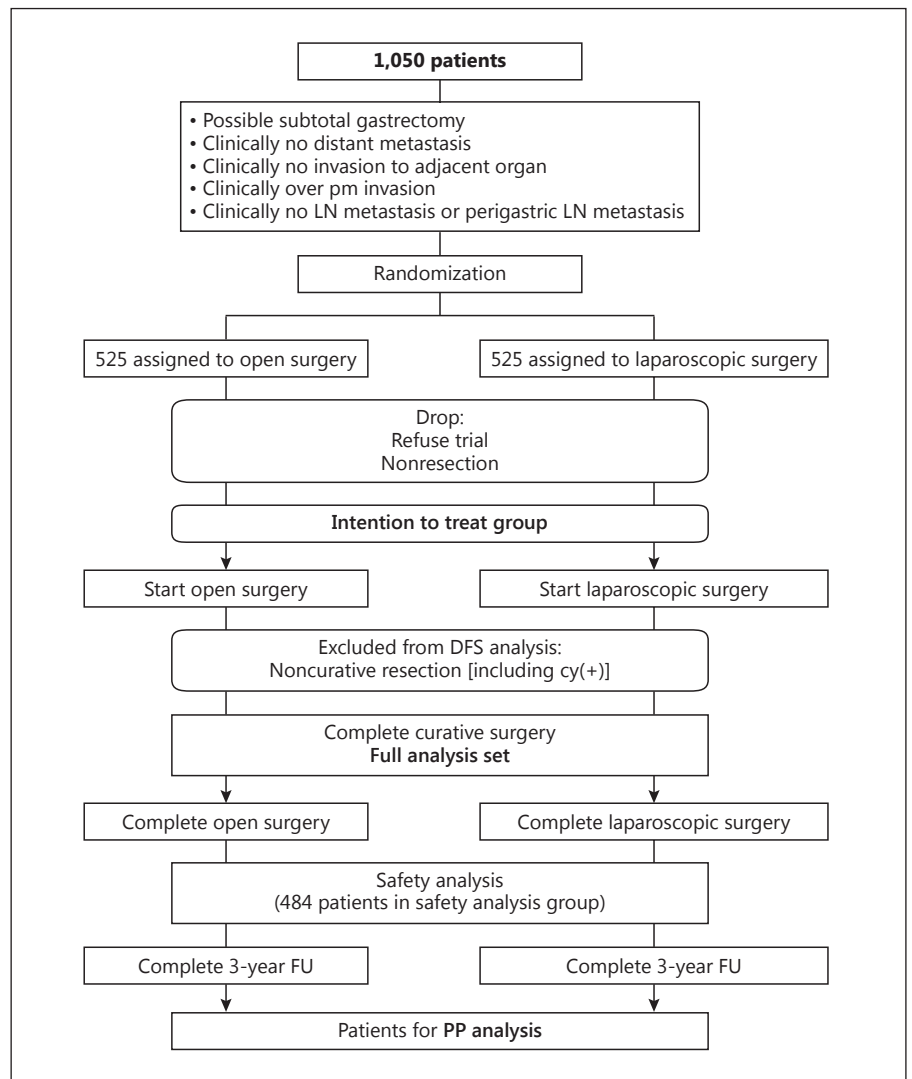 1,050 patients
• Possible subtotal gastrectomy
• Clinically no distant metastasis
• Clinically no invasion to adjacent organ
• Clinically over pm invasion
• Clinically no LN metastasis or perigastric LN metastasis
Randomization
525 assigned to open surgery
525 assigned to laparoscopic surgery
Drop:
Refuse trial
Nonresection
Intention to treat group
Start open surgery
Start laparoscopic surgery
Excluded from DFS analysis:
Noncurative resection [including cy(+)]
Complete curative surgery
Full analysis set
Complete open surgery
Complete laparoscopic surgery
Safety analysis
(484 patients in safety analysis group)
Complete 3-year FU
Complete 3-year FU
Patients for PP analysis